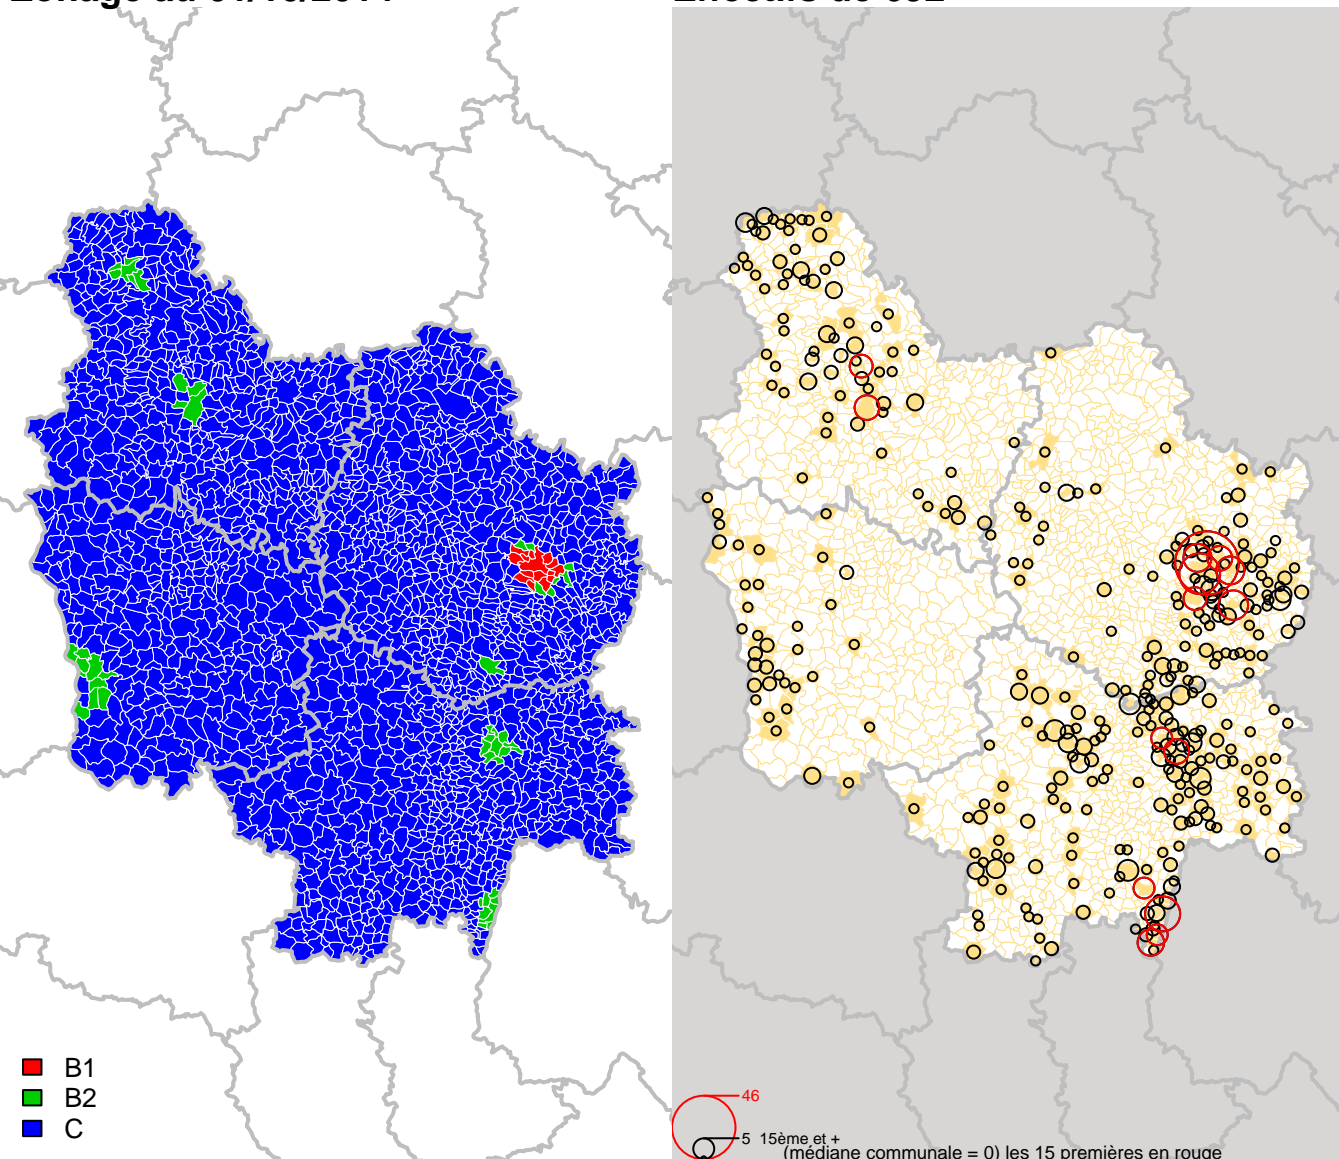 B1
B2
C
46
5 15ème et +
(médiane communale = 0) les 15 premières en rouge